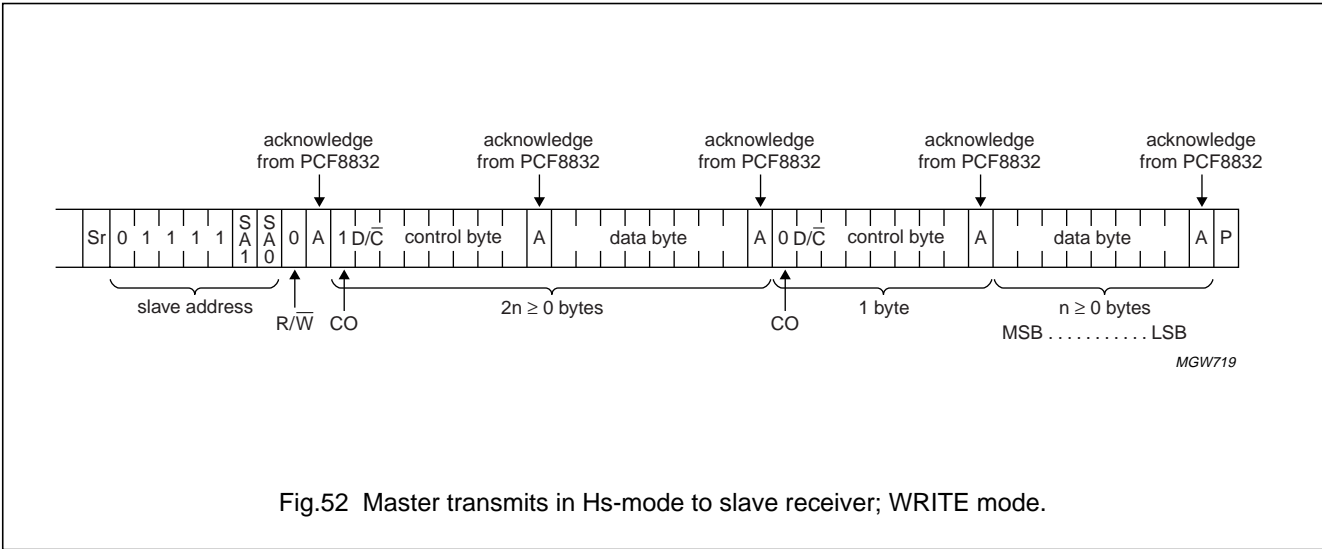 acknowledge acknowledge acknowledge acknowledge acknowledge
from PCF8832 from PCF8832 from PCF8832 from PCF8832 from PCF8832
Sr 0 1 1 1 1 SA1 SA0 0 A 1 D/C̅ control byte A data byte A 0 D/C̅ control byte A data byte A P
slave address 2n ≥ 0 bytes 1 byte n ≥ 0 bytes
R/W̅ CO CO MSB . . . . . . . . . . . LSB
MGW719
Fig.52 Master transmits in Hs-mode to slave receiver; WRITE mode.